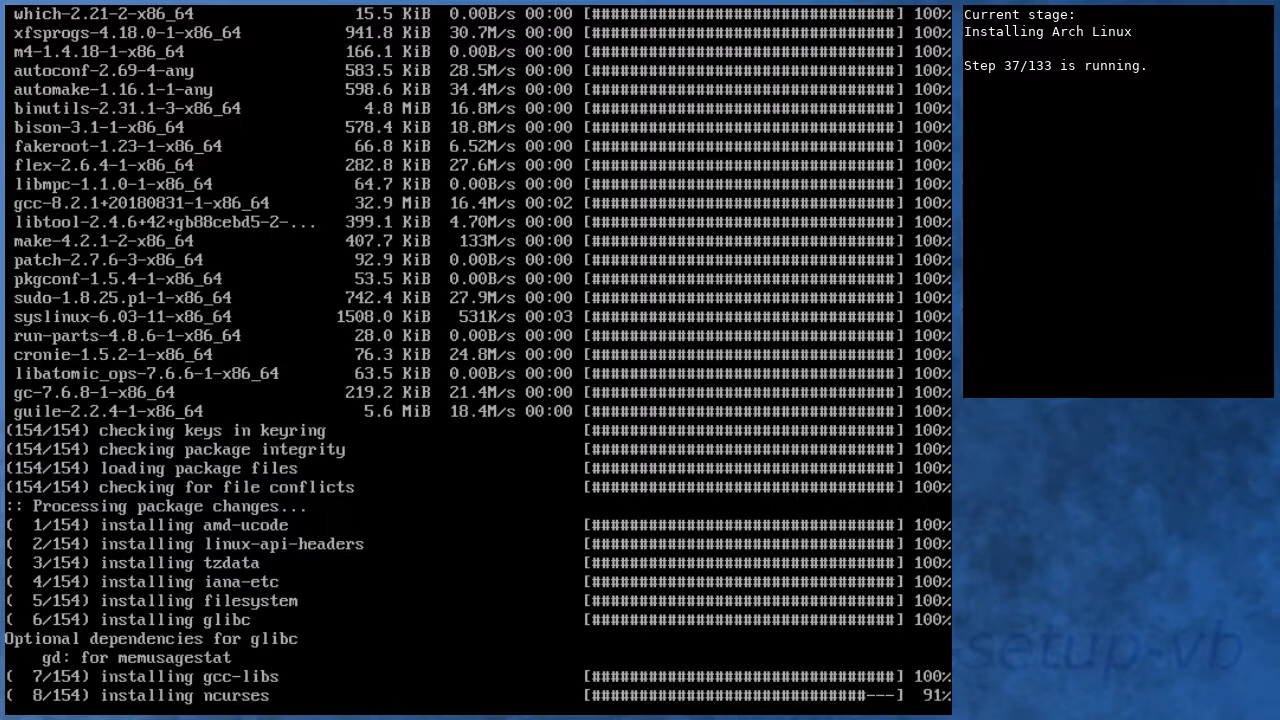 which-2.21-2-x86_64 15.5 KiB 0.00B/s 00:00 [################################] 100%
xfsprogs-4.18.0-1-x86_64 941.8 KiB 30.7M/s 00:00 [################################] 100%
m4-1.4.18-1-x86_64 166.1 KiB 0.00B/s 00:00 [################################] 100%
autoconf-2.69-4-any 583.5 KiB 28.5M/s 00:00 [################################] 100%
automake-1.16.1-1-any 598.6 KiB 34.4M/s 00:00 [################################] 100%
binutils-2.31.1-3-x86_64 4.8 MiB 16.8M/s 00:00 [################################] 100%
bison-3.1-1-x86_64 578.4 KiB 18.8M/s 00:00 [################################] 100%
fakeroot-1.23-1-x86_64 66.8 KiB 6.52M/s 00:00 [################################] 100%
flex-2.6.4-1-x86_64 282.8 KiB 27.6M/s 00:00 [################################] 100%
libmpc-1.1.0-1-x86_64 64.7 KiB 0.00B/s 00:00 [################################] 100%
gcc-8.2.1+20180831-1-x86_64 32.9 MiB 16.4M/s 00:02 [################################] 100%
libtool-2.4.6+42+gb88cebd5-2-... 399.1 KiB 4.70M/s 00:00 [################################] 100%
make-4.2.1-2-x86_64 407.7 KiB 133M/s 00:00 [################################] 100%
patch-2.7.6-3-x86_64 92.9 KiB 0.00B/s 00:00 [################################] 100%
pkgconf-1.5.4-1-x86_64 53.5 KiB 0.00B/s 00:00 [################################] 100%
sudo-1.8.25.p1-1-x86_64 742.4 KiB 27.9M/s 00:00 [################################] 100%
syslinux-6.03-11-x86_64 1508.0 KiB 531K/s 00:03 [################################] 100%
run-parts-4.8.6-1-x86_64 28.0 KiB 0.00B/s 00:00 [################################] 100%
cronie-1.5.2-1-x86_64 76.3 KiB 24.8M/s 00:00 [################################] 100%
libatomic_ops-7.6.6-1-x86_64 63.5 KiB 0.00B/s 00:00 [################################] 100%
gc-7.6.8-1-x86_64 219.2 KiB 21.4M/s 00:00 [################################] 100%
guile-2.2.4-1-x86_64 5.6 MiB 18.4M/s 00:00 [################################] 100%
(154/154) checking keys in keyring [################################] 100%
(154/154) checking package integrity [################################] 100%
(154/154) loading package files [################################] 100%
(154/154) checking for file conflicts [################################] 100%
:: Processing package changes...
( 1/154) installing amd-ucode [################################] 100%
( 2/154) installing linux-api-headers [################################] 100%
( 3/154) installing tzdata [################################] 100%
( 4/154) installing iana-etc [################################] 100%
( 5/154) installing filesystem [################################] 100%
( 6/154) installing glibc [################################] 100%
Optional dependencies for glibc
gd: for memusagestat
( 7/154) installing gcc-libs [################################] 100%
( 8/154) installing ncurses [#############################---] 91%
Current stage:
Installing Arch Linux
Step 37/133 is running.
setup-vb